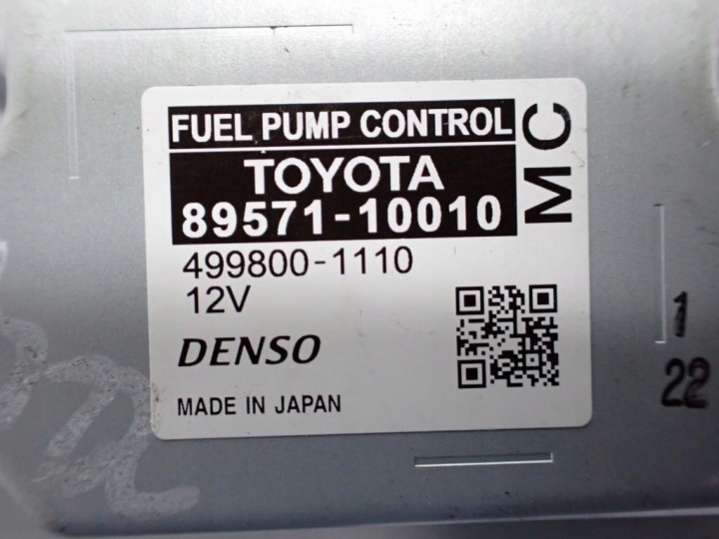 FUEL PUMP CONTROL
TOYOTA
89571-10010
MC
499800-1110
12V
DENSO
MADE IN JAPAN
1
22